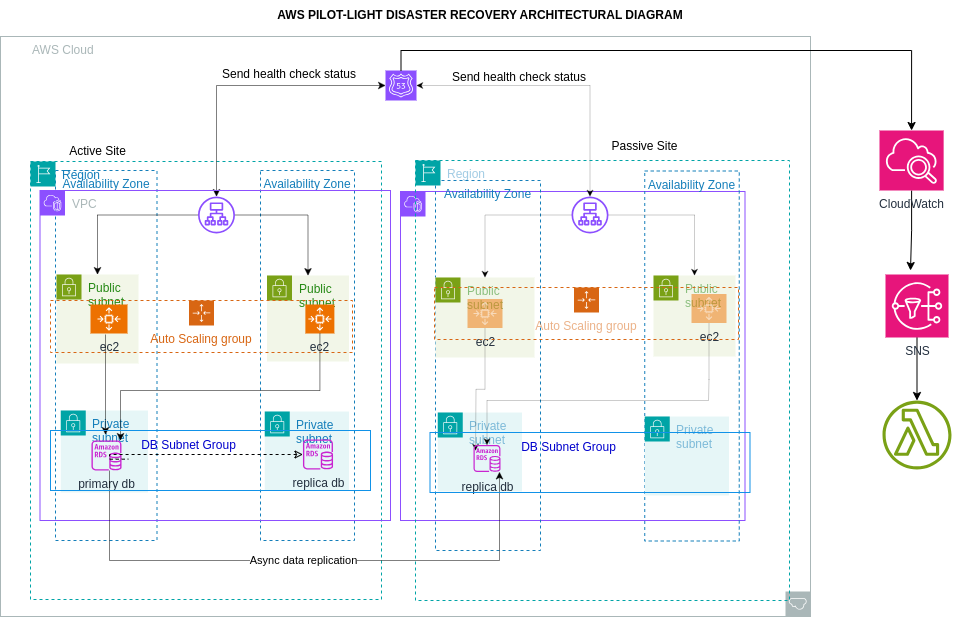 AWS PILOT-LIGHT DISASTER RECOVERY ARCHITECTURAL DIAGRAM
AWS Cloud
Send health check status
Send health check status
53
Active Site
Passive Site
Region
Availability Zone
Availability Zone
VPC
Region
Availability Zone
Availability Zone
CloudWatch
Public
subnet
Public
subnet
Public
subnet
Public
subnet
Auto Scaling group
ec2
ec2
Auto Scaling group
ec2
ec2
SNS
Private
subnet
Private
subnet
Private
subnet
Private
subnet
Amazon
RDS
DB Subnet Group
Amazon
RDS
Amazon
RDS
DB Subnet Group
primary db
replica db
replica db
Async data replication